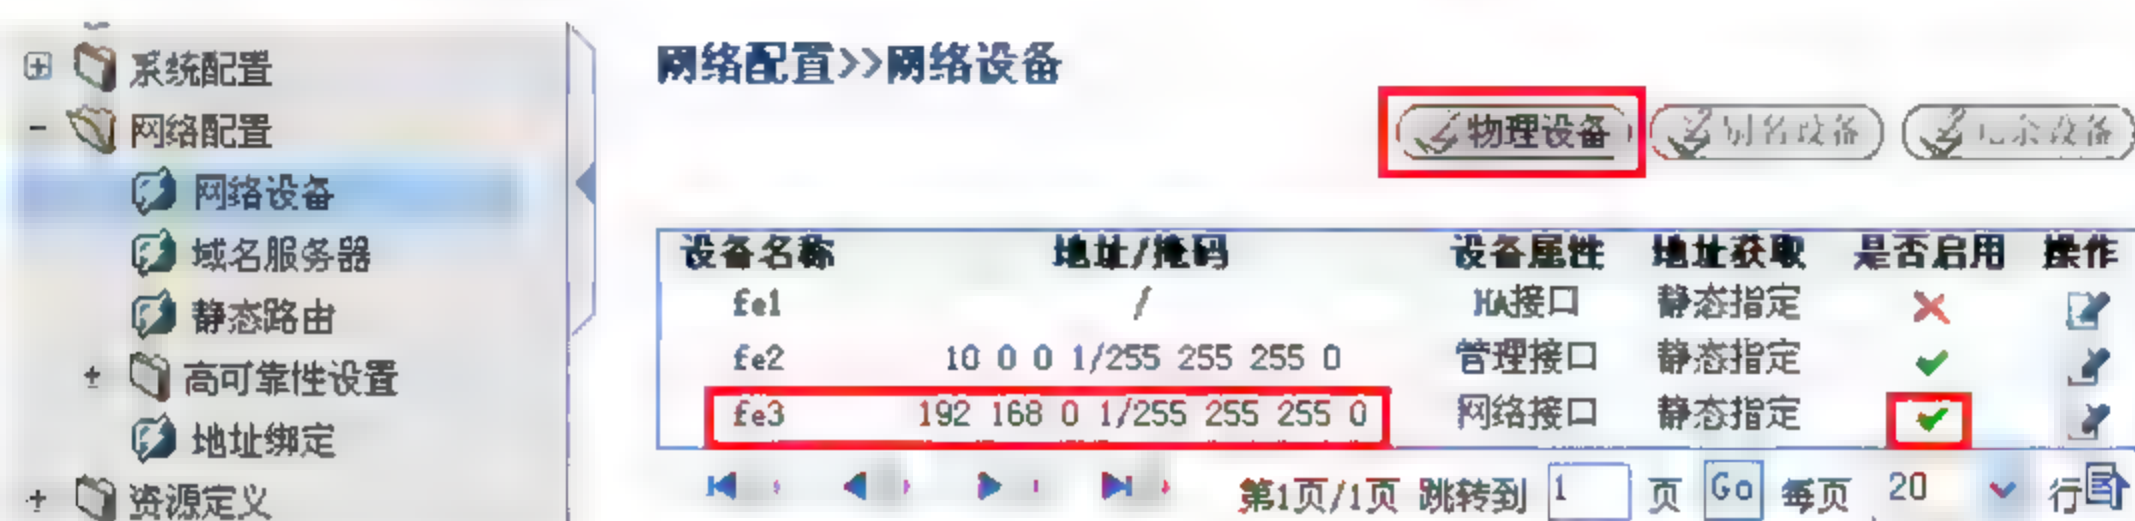 系统配置
网络配置
网络设备
域名服务器
静态路由
高可靠性设置
地址绑定
资源定义
网络配置>>网络设备
物理设备 别名设备
设备名称 地址/掩码 设备属性 地址获取 是否启用 操作
fe1 / HA接口 静态指定
fe2 10 0 0 1/255 255 255 0 管理接口 静态指定
fe3 192 168 0 1/255 255 255 0 网络接口 静态指定
第1页/1页 跳转到 1 页 Go 每页 20 行